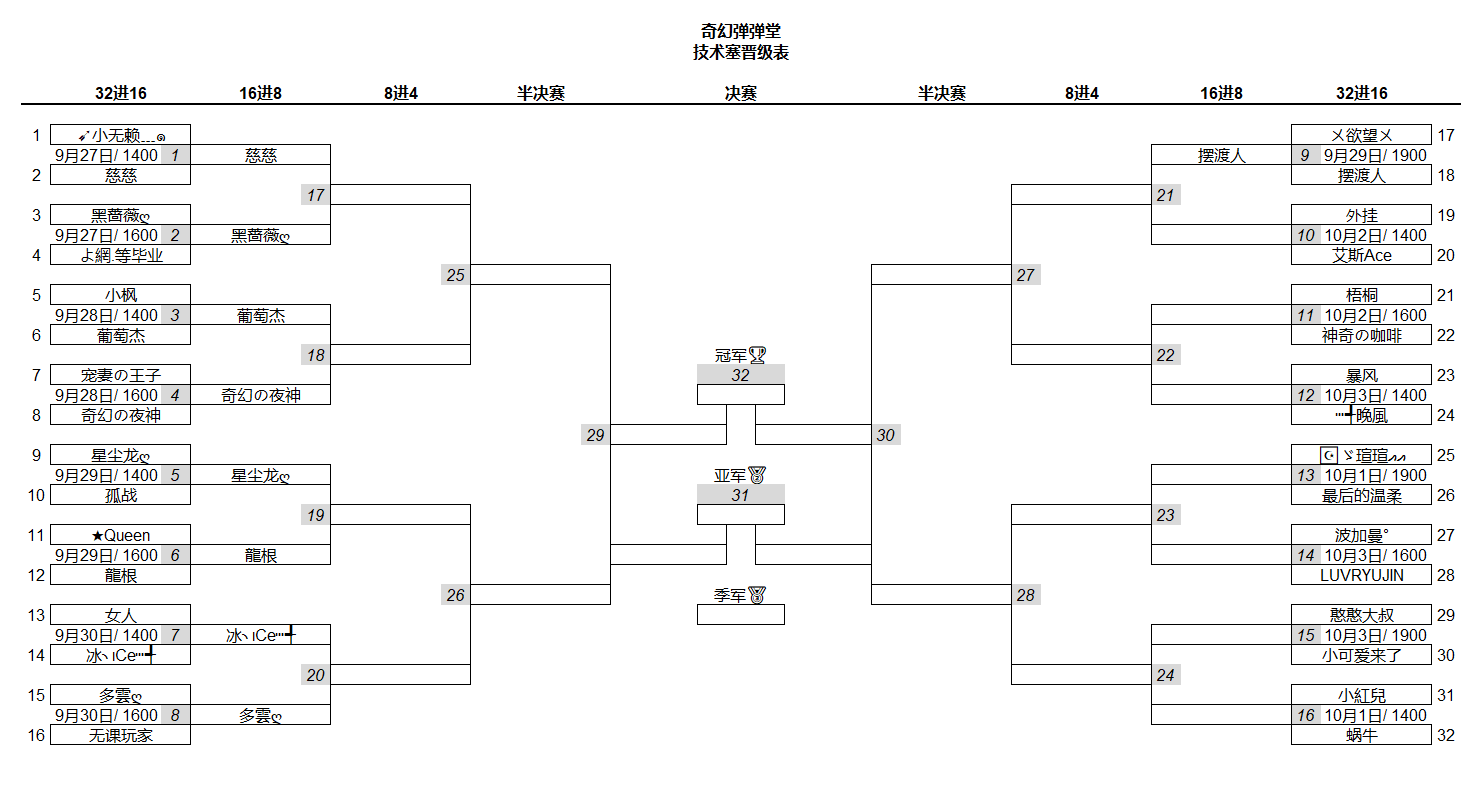 奇幻弹弹堂
技术塞晋级表
32进16 16进8 8进4 半决赛 决赛 半决赛 8进4 16进8 32进16
1 ➶小无赖﹍๑
9月27日/ 1400 1 慈慈
2 慈慈
17
3 黑蔷薇ღ
9月27日/ 1600 2 黑蔷薇ღ
4 よ網.等毕业
25
5 小枫
9月28日/ 1400 3 葡萄杰
6 葡萄杰
18
7 宠妻の王子
9月28日/ 1600 4 奇幻の夜神
8 奇幻の夜神
29
9 星尘龙ღ
9月29日/ 1400 5 星尘龙ღ
10 孤战
19
11 ★Queen
9月29日/ 1600 6 龍根
12 龍根
26
13 女人
9月30日/ 1400 7 冰ヽıCe┉╃
14 冰ヽıCe┉╃
20
15 多雲ღ
9月30日/ 1600 8 多雲ღ
16 无课玩家
冠军🏆
32
亚军🥈
31
季军🥉
㐅欲望㐅 17
摆渡人 9 9月29日/ 1900
摆渡人 18
21
外挂 19
10 10月2日/ 1400
艾斯Ace 20
27
梧桐 21
11 10月2日/ 1600
神奇の咖啡 22
22
暴风 23
12 10月3日/ 1400
┉╃晚風 24
30
☪ ゞ瑄瑄ᨐᨐ 25
13 10月1日/ 1900
最后的温柔 26
23
波加曼° 27
14 10月3日/ 1600
LUVRYUJIN 28
28
憨憨大叔 29
15 10月3日/ 1900
小可爱来了 30
24
小紅兒 31
16 10月1日/ 1400
蜗牛 32